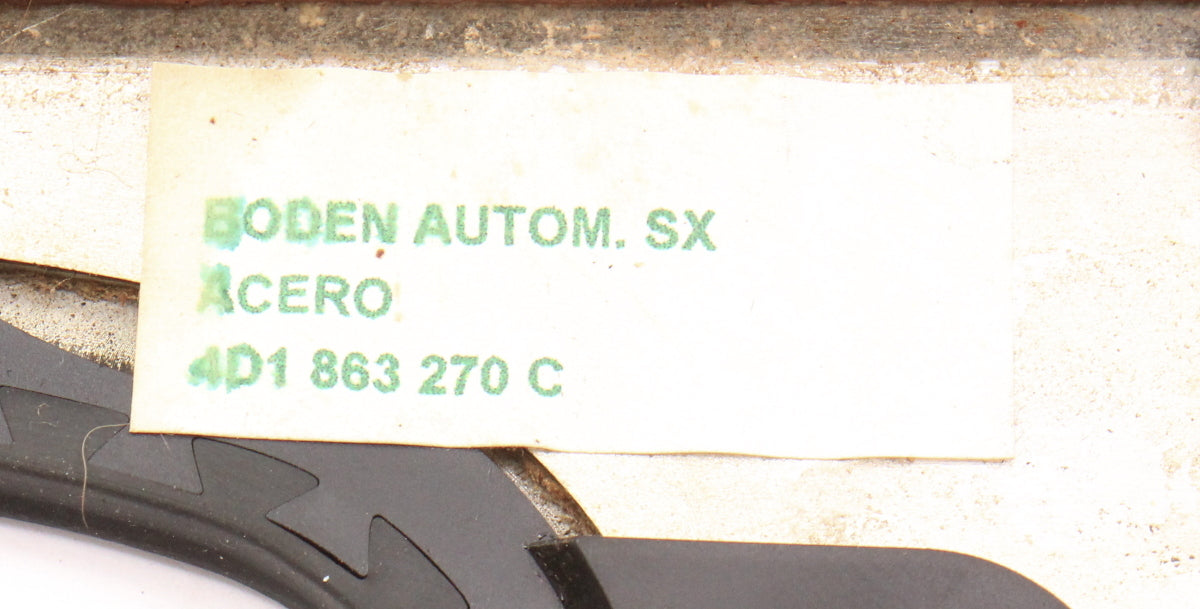 BODEN AUTOM. SX
ACERO
4D1 863 270 C